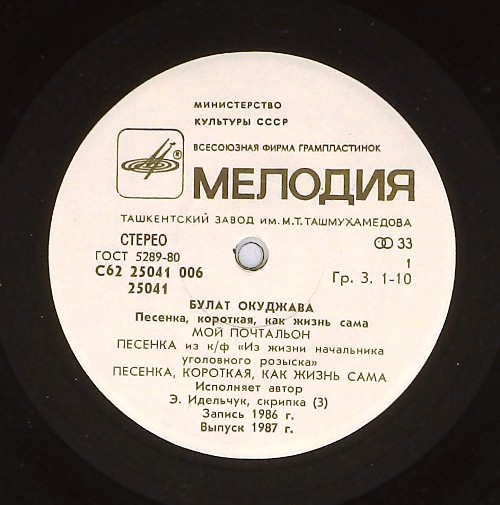 МИНИСТЕРСТВО
КУЛЬТУРЫ СССР
ВСЕСОЮЗНАЯ ФИРМА ГРАМПЛАСТИНОК
МЕЛОДИЯ
ТАШКЕНТСКИЙ ЗАВОД ИМ. М.Т. ТАШМУХАМЕДОВА
СТЕРЕО
33
ГОСТ 5289-80
1
С62 25041 006
Гр. 3. 1-10
25041
БУЛАТ ОКУДЖАВА
Песенка, короткая, как жизнь сама
МОЙ ПОЧТАЛЬОН
ПЕСЕНКА из к/ф «Из жизни начальника
уголовного розыска»
ПЕСЕНКА, КОРОТКАЯ, КАК ЖИЗНЬ САМА
Исполняет автор
Э. Идельчук, скрипка (3)
Запись 1986 г.
Выпуск 1987 г.